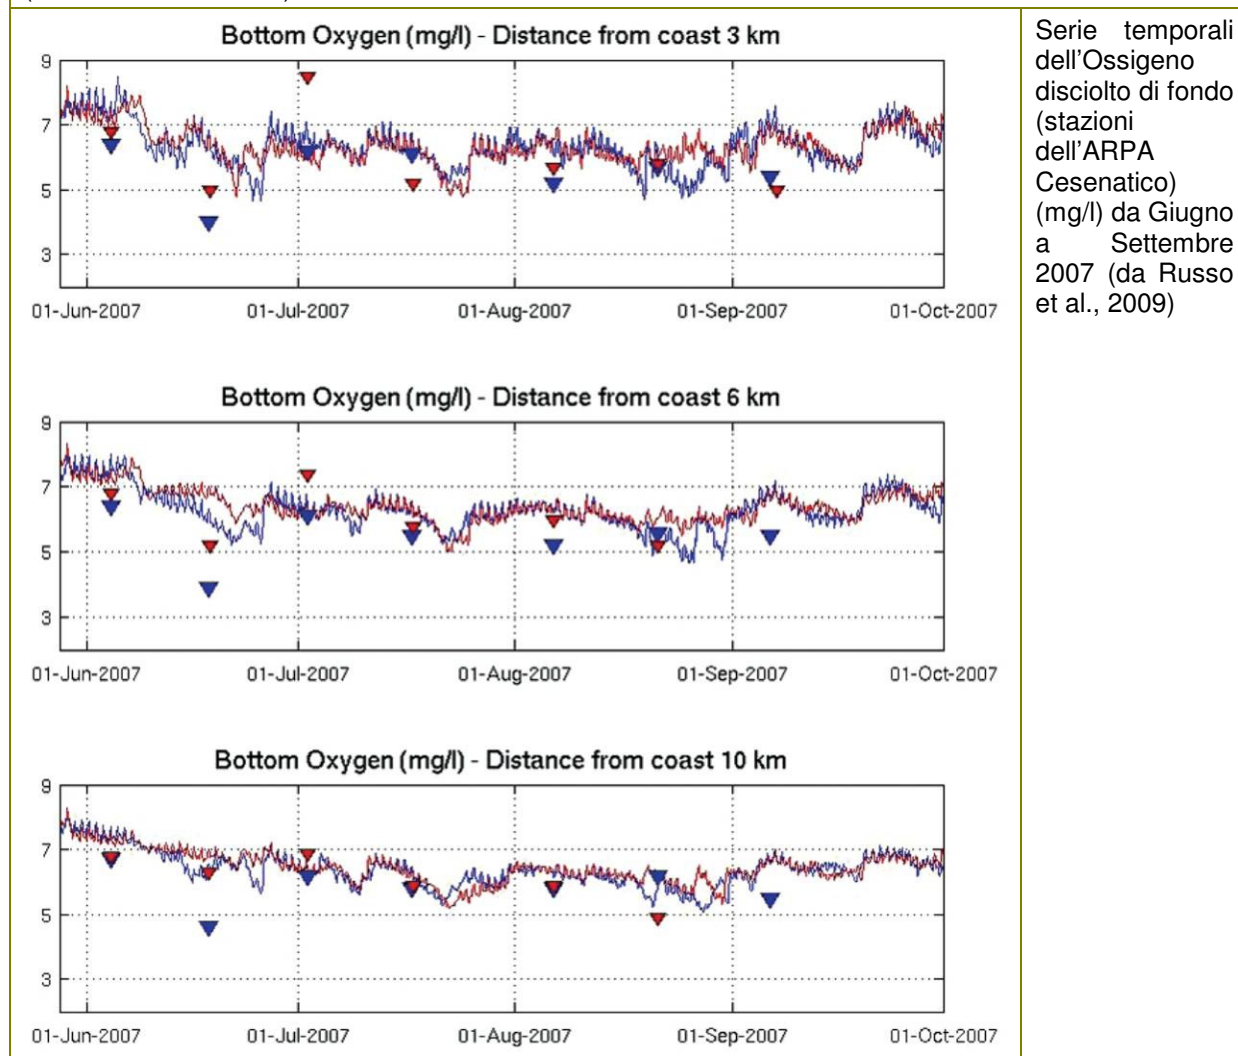 Bottom Oxygen (mg/l) - Distance from coast 3 km
9
7
5
3
01-Jun-2007 01-Jul-2007 01-Aug-2007 01-Sep-2007 01-Oct-2007
Bottom Oxygen (mg/l) - Distance from coast 6 km
9
7
5
3
01-Jun-2007 01-Jul-2007 01-Aug-2007 01-Sep-2007 01-Oct-2007
Bottom Oxygen (mg/l) - Distance from coast 10 km
9
7
5
3
01-Jun-2007 01-Jul-2007 01-Aug-2007 01-Sep-2007 01-Oct-2007
Serie temporali
dell'Ossigeno
disciolto di fondo
(stazioni
dell'ARPA
Cesenatico)
(mg/l) da Giugno
a Settembre
2007 (da Russo
et al., 2009)